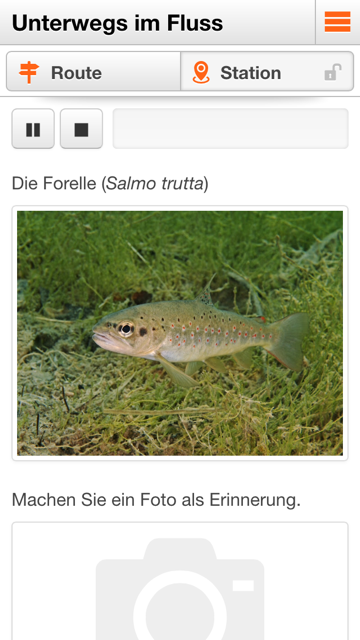 Unterwegs im Fluss
Route
Station
Die Forelle (Salmo trutta)
Machen Sie ein Foto als Erinnerung.